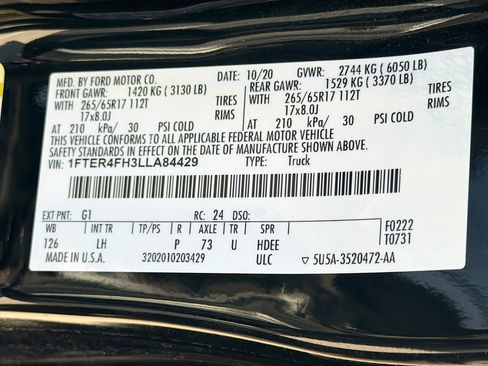 MFD. BY FORD MOTOR CO. 10/20 GVWR: 2744 KG ( 6050 LB)
FRONT GAWR: 1420 KG ( 3130 LB) REAR GAWR: 1529 KG ( 3370 LB)
WITH 265/65R17 112T TIRES WITH 265/65R17 112T TIRES
17x8.0J RIMS 17x8.0J RIMS
AT 210 kPa/ 30 PSI COLD AT 210 kPa/ 30 PSI COLD
THIS VEHICLE CONFORMS TO ALL APPLICABLE FEDERAL MOTOR VEHICLE
SAFETY STANDARDS IN EFFECT ON THE DATE OF MANUFACTURE SHOWN ABOVE.
VIN: 1FTER4FH3LLA84429 TYPE: Truck
EXT PNT: G1 RC: 24 DSO:
WB TR TP/PS R AXLE TR SPR F0222
126 LH P 73 U HDEE T0731
MADE IN U.S.A. 3202010203429 ULC ▽ 5U5A-3520472-AA